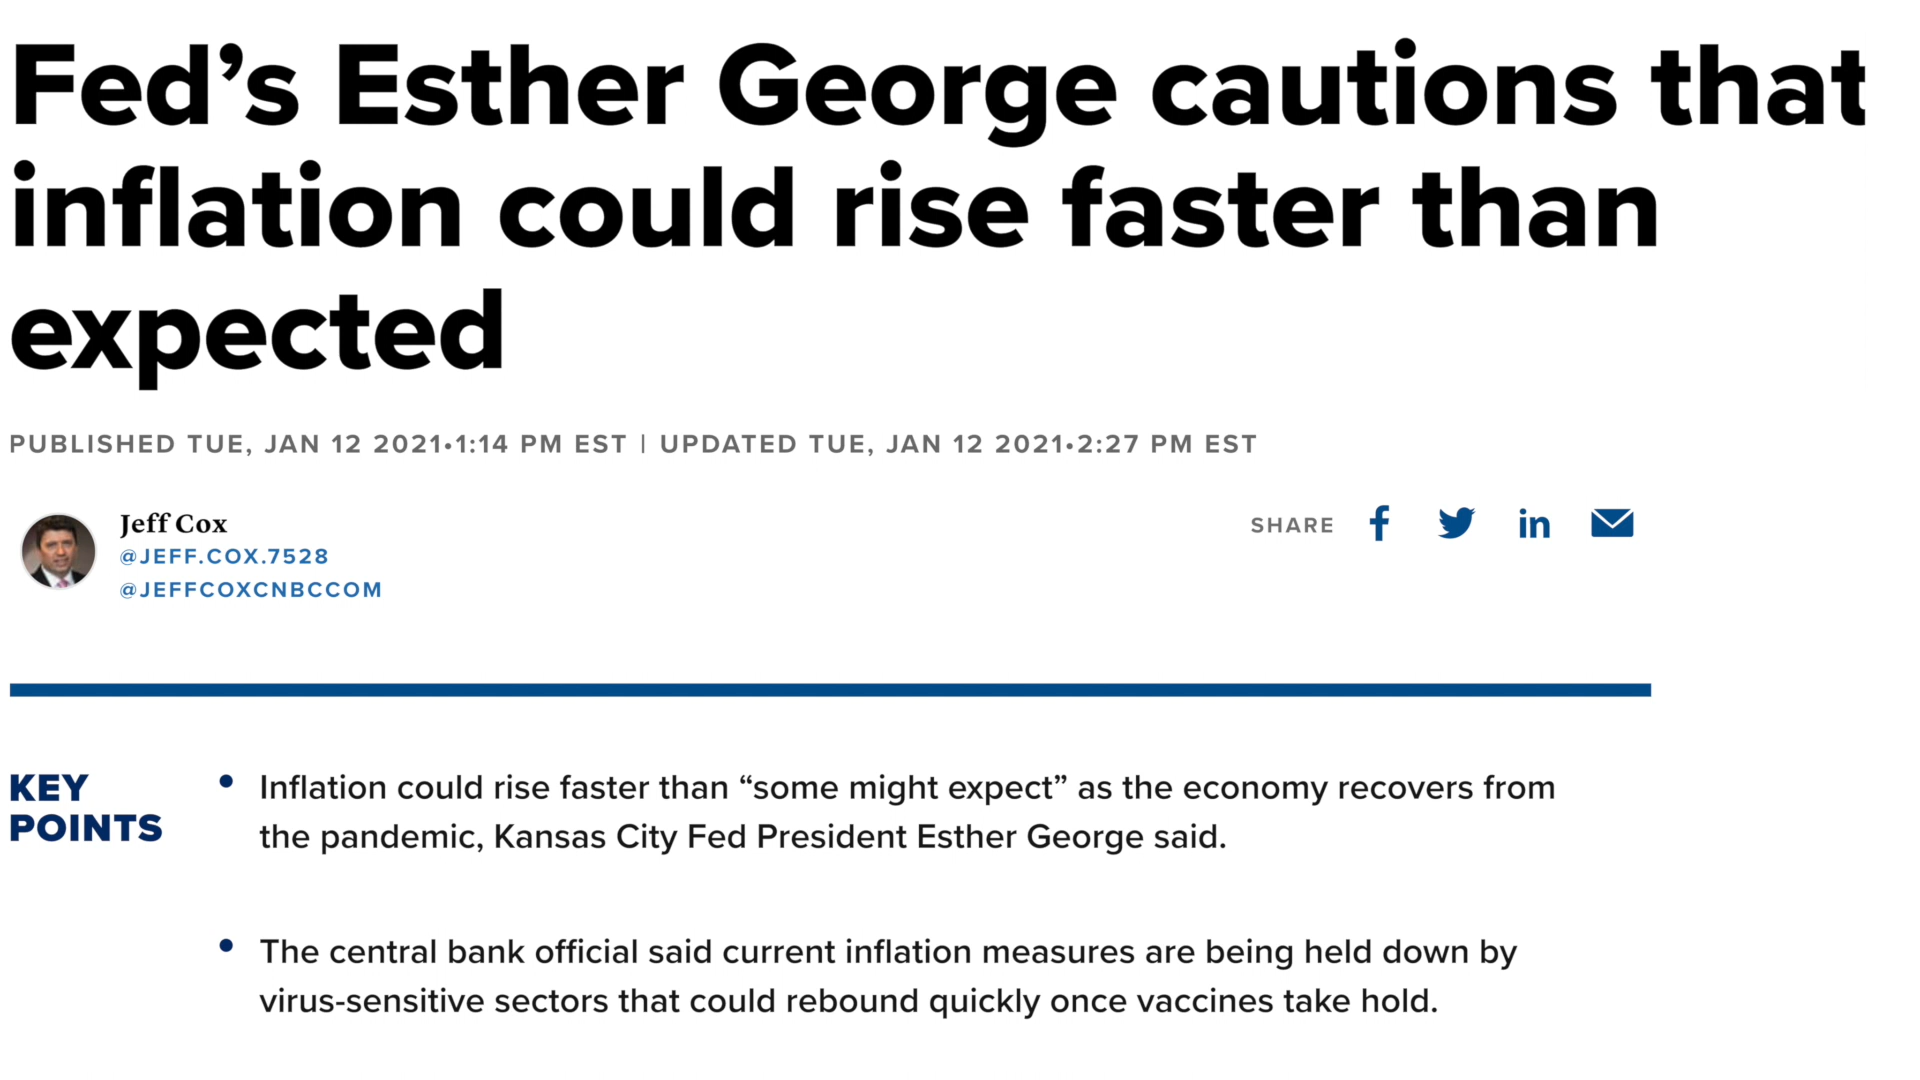 Fed’s Esther George cautions that
inflation could rise faster than
expected
PUBLISHED TUE, JAN 12 2021•1:14 PM EST | UPDATED TUE, JAN 12 2021•2:27 PM EST
Jeff Cox
@JEFF.COX.7528
@JEFFCOXCNBCCOM
SHARE
KEY
POINTS
• Inflation could rise faster than “some might expect” as the economy recovers from
the pandemic, Kansas City Fed President Esther George said.
• The central bank official said current inflation measures are being held down by
virus-sensitive sectors that could rebound quickly once vaccines take hold.